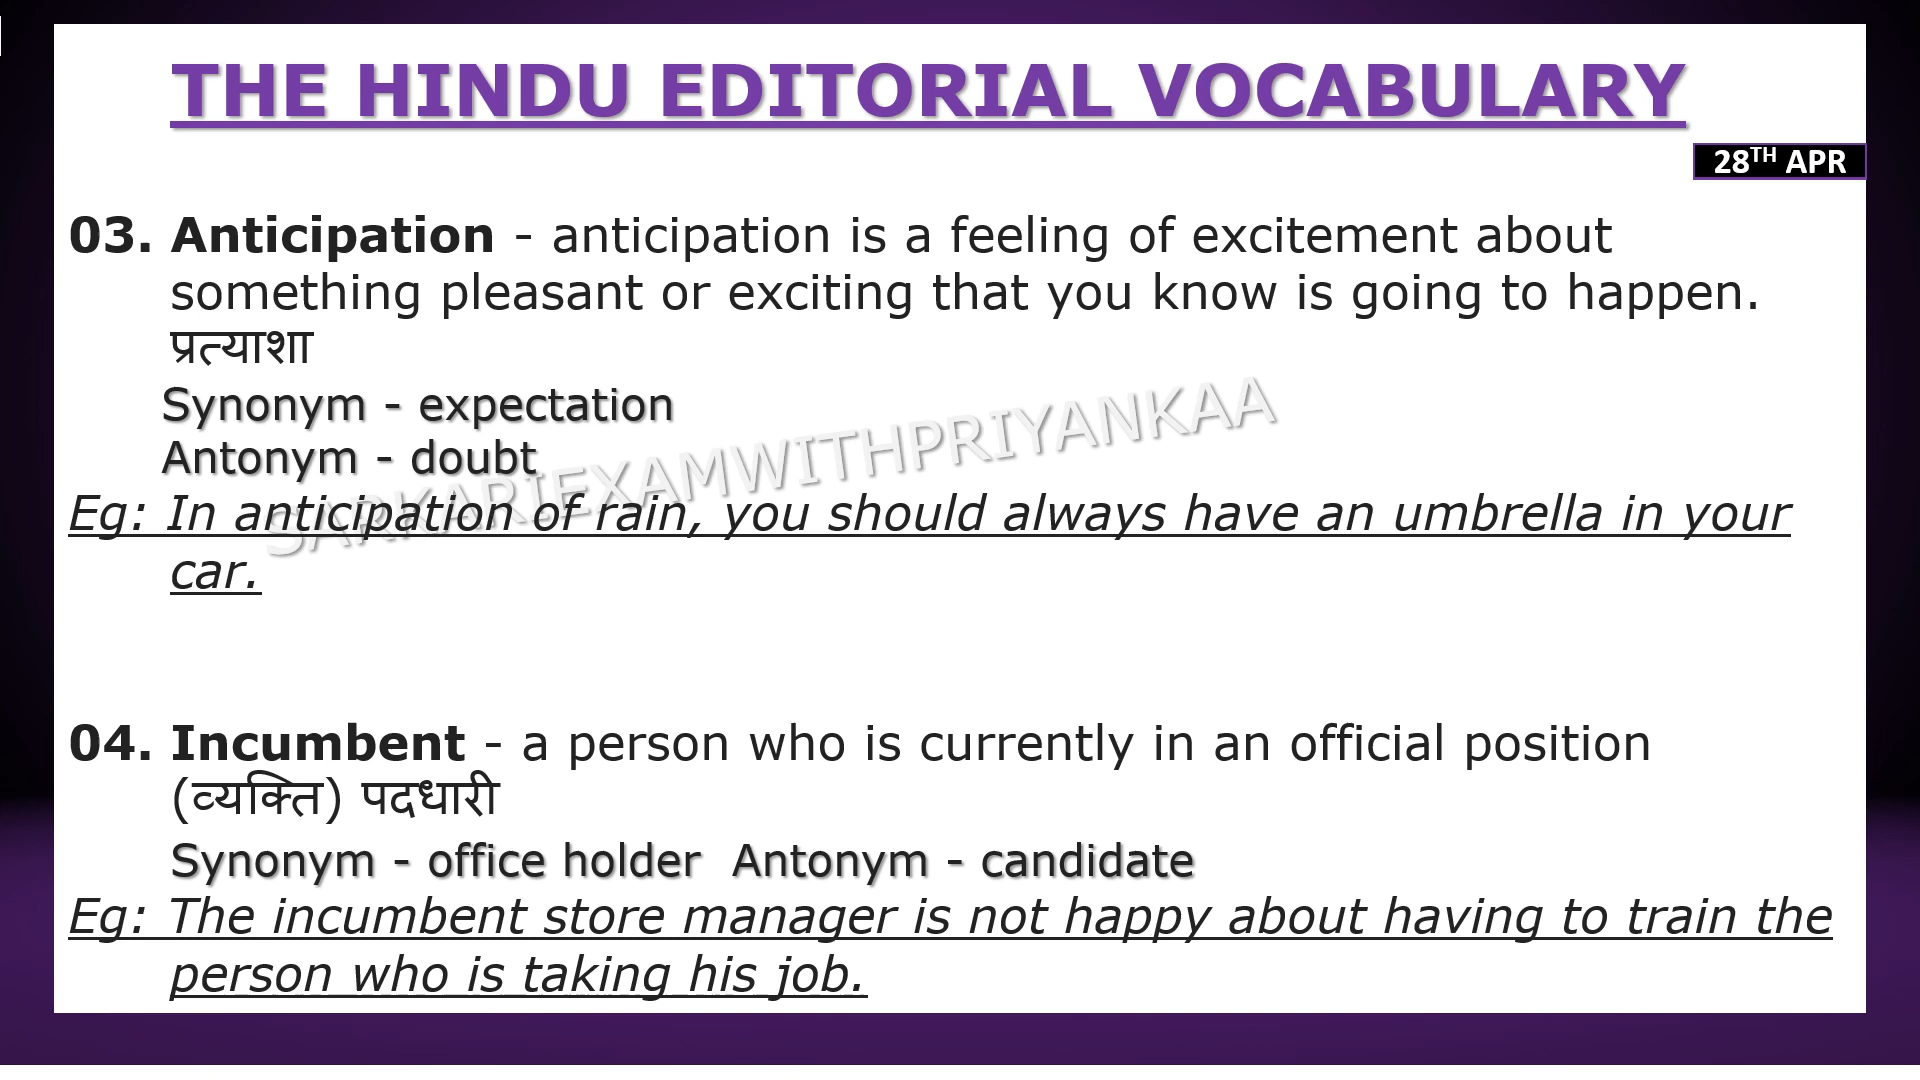 THE HINDU EDITORIAL VOCABULARY
28TH APR
03. Anticipation - anticipation is a feeling of excitement about
something pleasant or exciting that you know is going to happen.
प्रत्याशा
Synonym - expectation
Antonym - doubt
SARKARIEXAMWITHPRIYANKAA
Eg: In anticipation of rain, you should always have an umbrella in your
car.
04. Incumbent - a person who is currently in an official position
(व्यक्ति) पदधारी
Synonym - office holder Antonym - candidate
Eg: The incumbent store manager is not happy about having to train the
person who is taking his job.